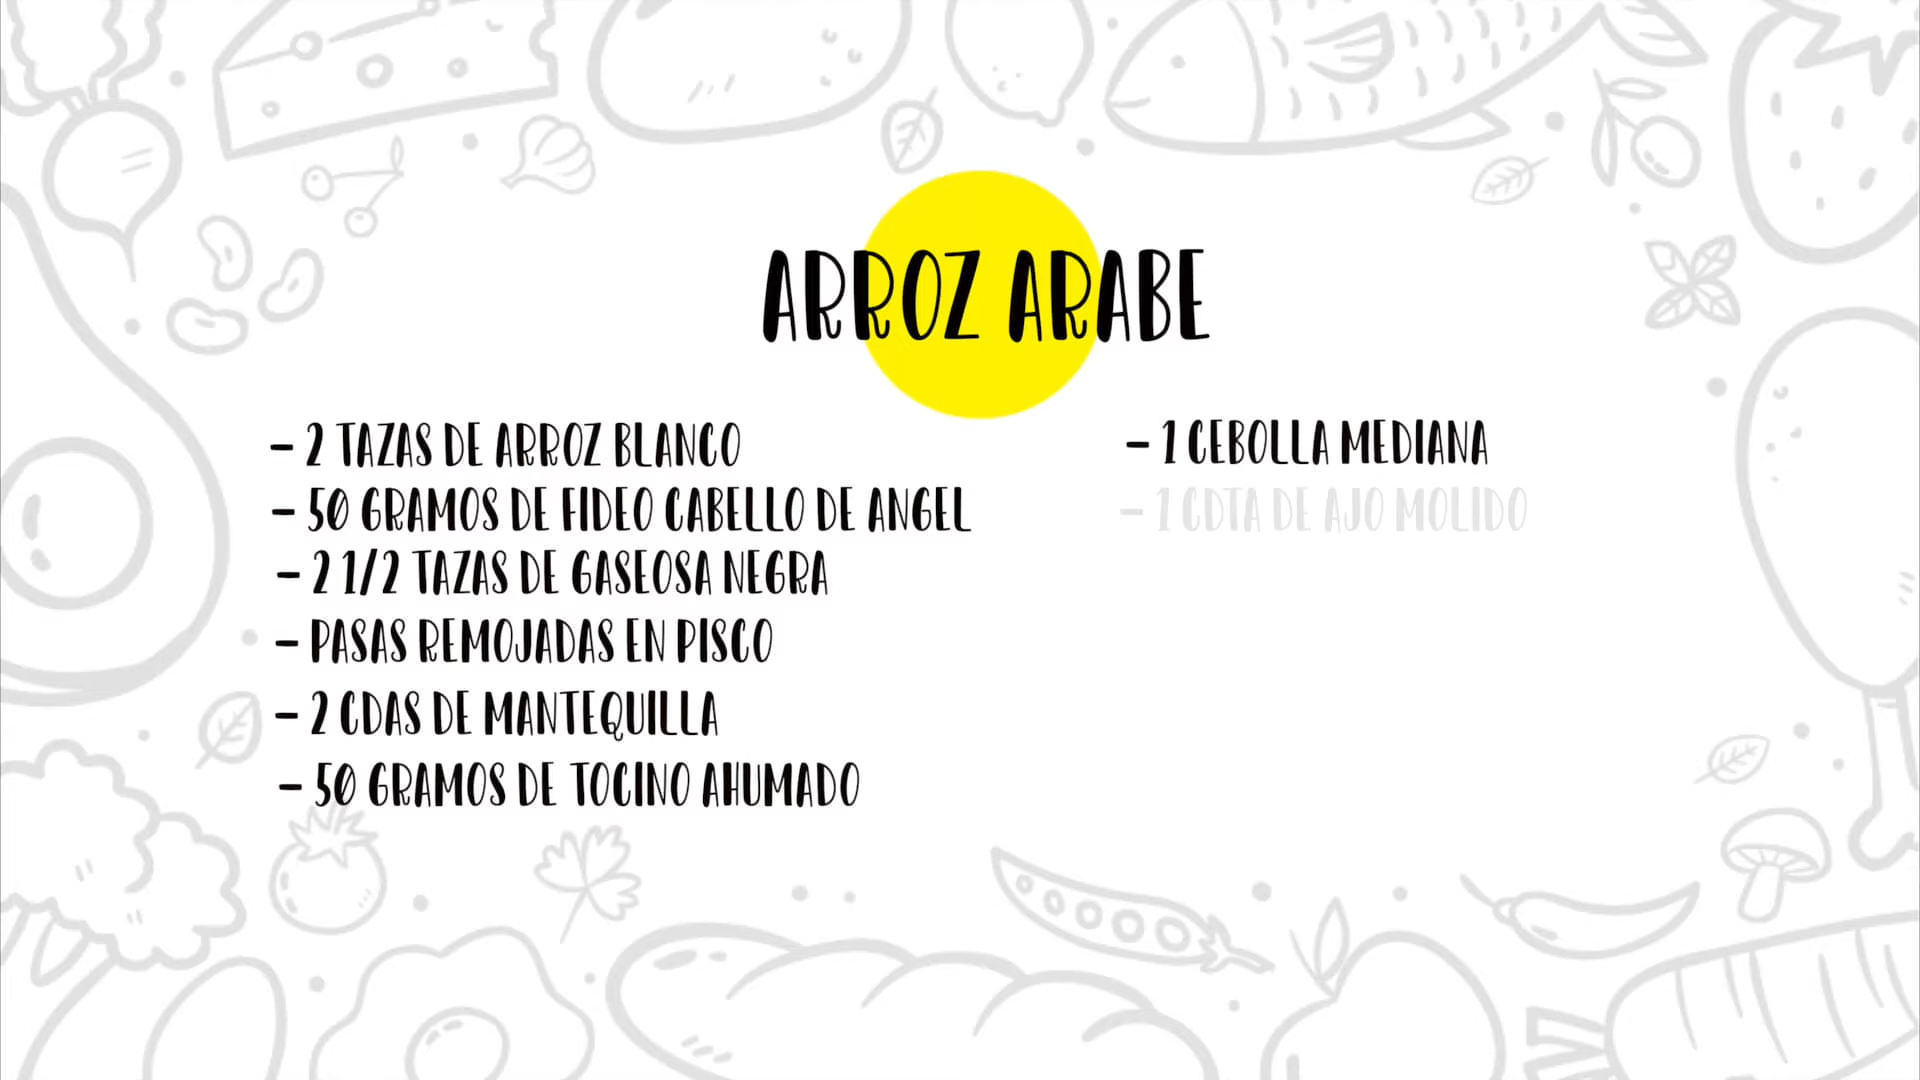 ARROZ ARABE
- 2 TAZAS DE ARROZ BLANCO
- 50 GRAMOS DE FIDEO CABELLO DE ANGEL
- 2 1/2 TAZAS DE GASEOSA NEGRA
- PASAS REMOJADAS EN PISCO
- 2 CDAS DE MANTEQUILLA
- 50 GRAMOS DE TOCINO AHUMADO
- 1 CEBOLLA MEDIANA
- 1 CDTA DE AJO MOLIDO